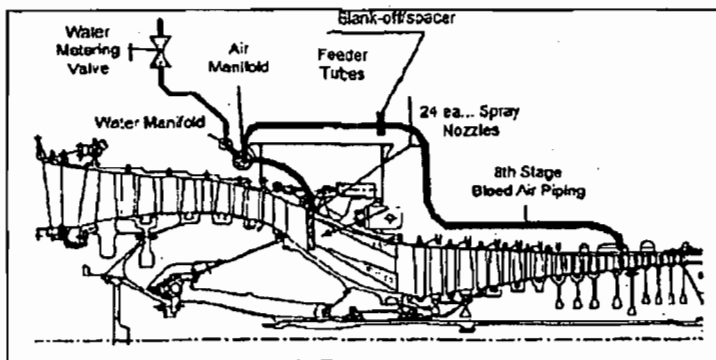 Blank-off/spacer
Water
Metering
Valve
Air
Manifold
Feeder
Tubes
Water Manifold
24 ea... Spray
Nozzles
8th Stage
Bleed Air Piping